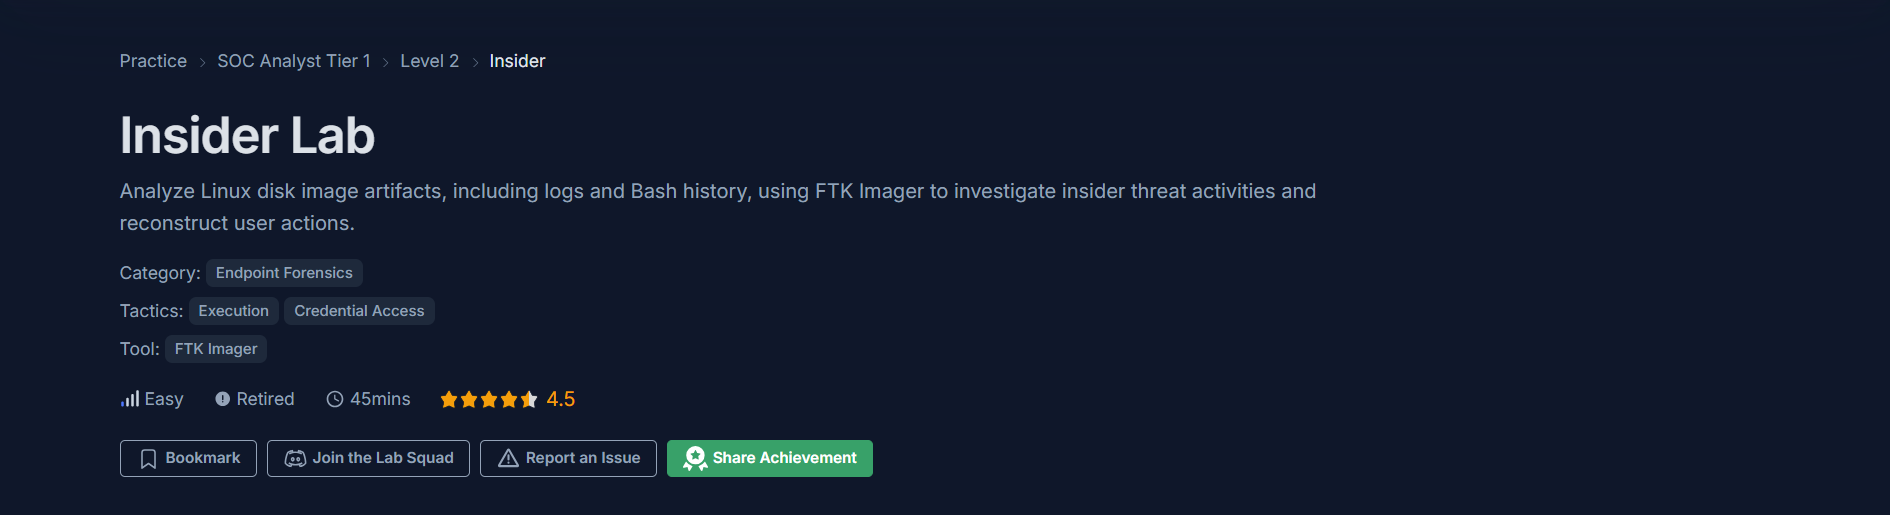 Practice > SOC Analyst Tier 1 > Level 2 > Insider
Insider Lab
Analyze Linux disk image artifacts, including logs and Bash history, using FTK Imager to investigate insider threat activities and
reconstruct user actions.
Category: Endpoint Forensics
Tactics: Execution Credential Access
Tool: FTK Imager
Easy Retired 45mins 4.5
Bookmark Join the Lab Squad Report an Issue Share Achievement